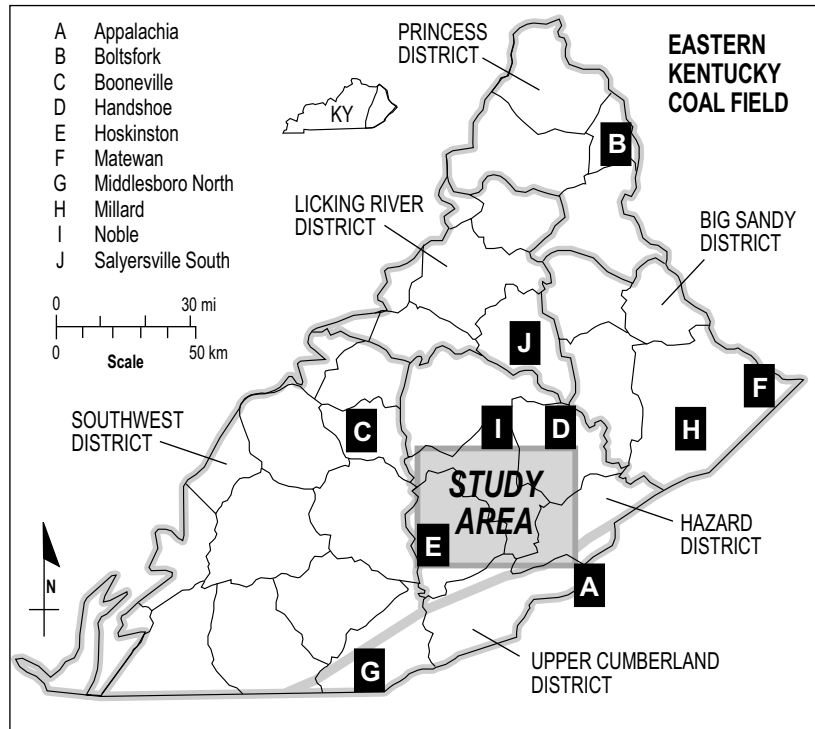 A Appalachia
B Boltsfork
C Booneville
D Handshoe
E Hoskinston
F Matewan
G Middlesboro North
H Millard
I Noble
J Salyersville South
0 30 mi
0 50 km
Scale
KY
EASTERN
KENTUCKY
COAL FIELD
PRINCESS
DISTRICT
B
LICKING RIVER
DISTRICT
BIG SANDY
DISTRICT
J
F
SOUTHWEST
DISTRICT
C
I
D
H
STUDY
AREA
E
HAZARD
DISTRICT
N
A
G
UPPER CUMBERLAND
DISTRICT